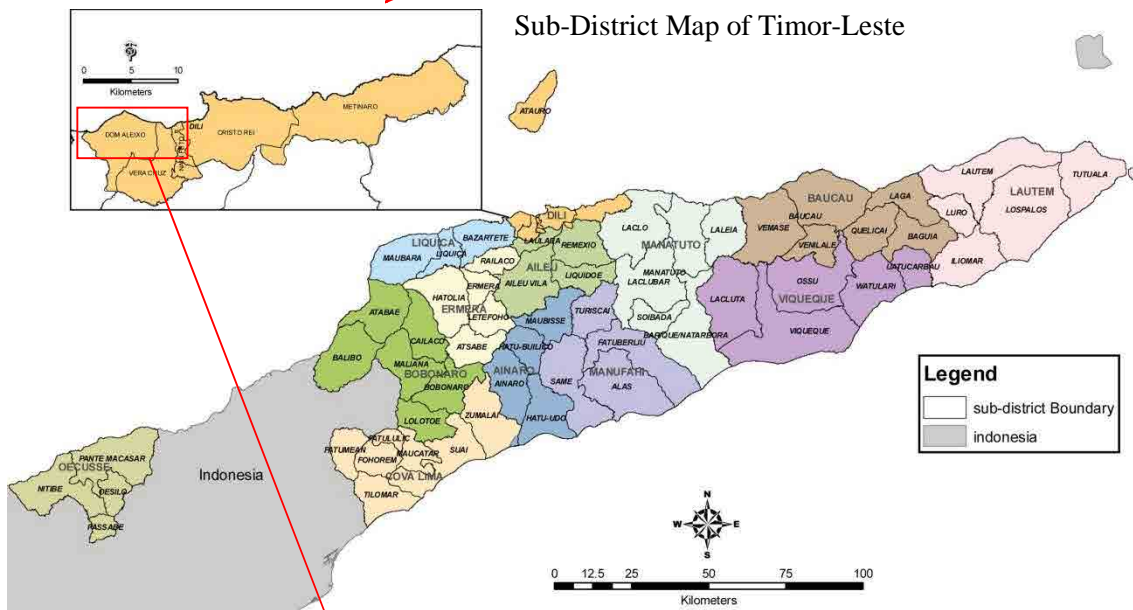 Sub-District Map of Timor-Leste
0 5 10
Kilometers
METINARO
DOM ALEIXO
DILI
CRISTO REI
VERA CRUZ
ATAURO
LAUTEM
TUTUALA
LAUTEM
BAUCAU
LAGA
LOSPALOS
LURO
DILI
BAUCAU
VEMASE
QUELICAI
LACLO
LALEIA
LAULARA
REMEXIO
LIQUICA
BAZARTETE
MANATUTO
VENILALE
BAGUIA
MAUBARA
LIQUICA
RAILACO
AILEU
ILIOMAR
LIQUIDOE
MANATUTO
OSSU
UATUCARBAU
AILEU VILA
ERMERA
LACLUBAR
WATULARI
HATOLIA
ERMERA
LETEFOHO
LACLUTA
VIQUEQUE
ATABAE
MAUBISSE
TURISCAI
SOIBADA
VIQUEQUE
CAILACO
ATSABE
HATU-BUILICO
FATUBERLIU
BARIQUE/NATARBORA
BALIBO
MALIANA
BOBONARO
AINARO
MANUFAHI
BOBONARO
AINARO
SAME
ALAS
LOLOTOE
ZUMALAI
HATU-UDO
Legend
sub-district Boundary
indonesia
FATULULIC
FATUMEAN
MAUCATAR
SUAI
FOHOREM
COVA LIMA
TILOMAR
PANTE MACASAR
OECUSSE
NITIBE
OESILO
PASSABE
Indonesia
N
W E
S
0 12.5 25 50 75 100
Kilometers